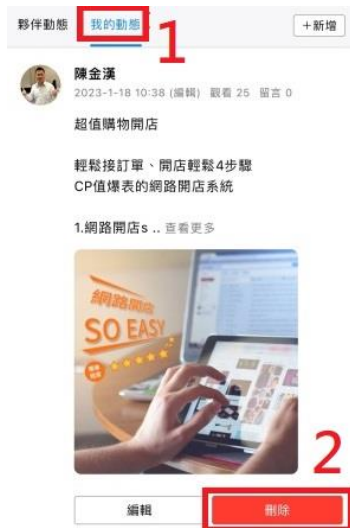 夥伴動態 我的動態 ＋新增
1
陳金漢
2023-1-18 10:38 (編輯) 觀看 25 留言 0
超值購物開店
輕鬆接訂單、開店輕鬆4步驟
CP值爆表的網路開店系統
1.網路開店s .. 查看更多
網路開店
SO EASY
2
編輯 刪除